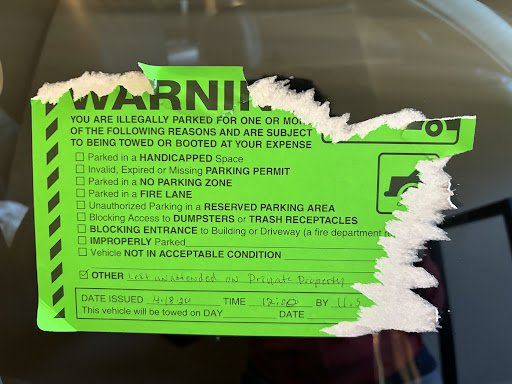 WARNIN
YOU ARE ILLEGALLY PARKED FOR ONE OR MOR
OF THE FOLLOWING REASONS AND ARE SUBJECT
TO BEING TOWED OR BOOTED AT YOUR EXPENSE
Parked in a HANDICAPPED Space
Invalid, Expired or Missing PARKING PERMIT
Parked in a NO PARKING ZONE
Parked in a FIRE LANE
Unauthorized Parking in a RESERVED PARKING AREA
Blocking Access to DUMPSTERS or TRASH RECEPTACLES
BLOCKING ENTRANCE to Building or Driveway (a fire department r
IMPROPERLY Parked
Vehicle NOT IN ACCEPTABLE CONDITION
OTHER Left unattended on Private Property
DATE ISSUED 4-18-24 TIME 12:00 BY
This vehicle will be towed on DAY DATE